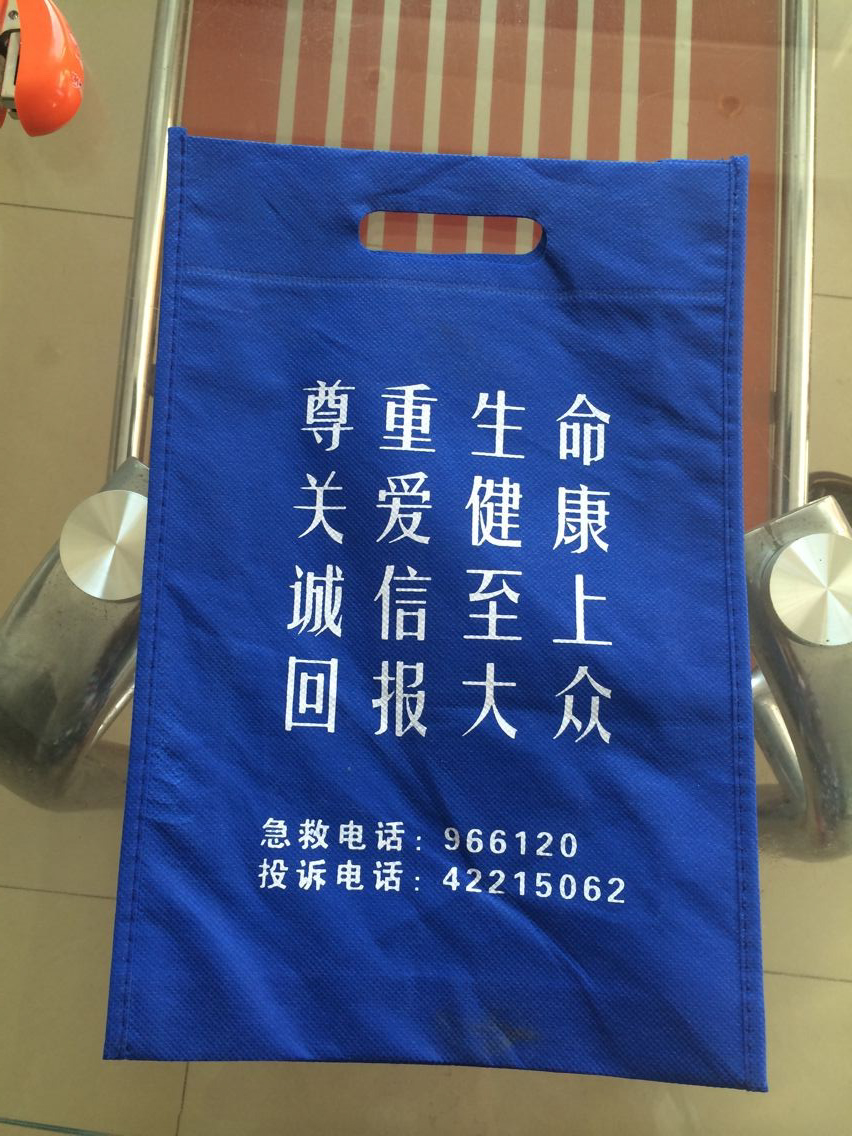 尊重生命
关爱健康
诚信至上
回报大众
急救电话：966120
投诉电话：42215062